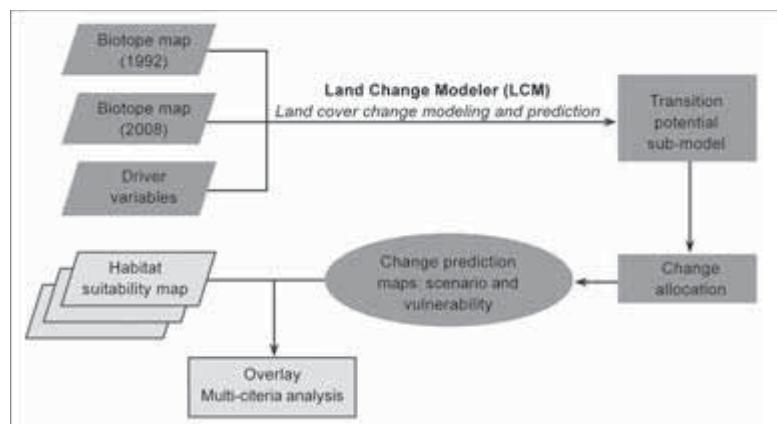 Biotope map
(1992)
Biotope map
(2008)
Driver
variables
Land Change Modeler (LCM)
Land cover change modeling and prediction
Transition
potential
sub-model
Change
allocation
Change prediction
maps: scenario and
vulnerability
Habitat
suitability map
Overlay
Multi-citeria analysis